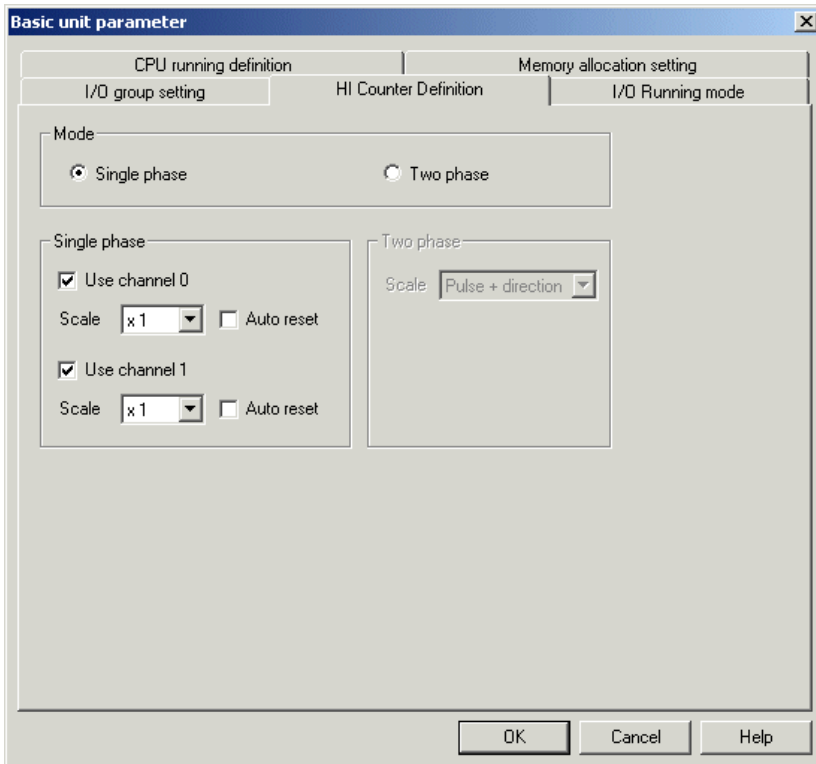 Basic unit parameter
CPU running definition Memory allocation setting
I/O group setting HI Counter Definition I/O Running mode
Mode
Single phase Two phase
Single phase Two phase
Use channel 0
Scale Pulse + direction
Scale x 1 Auto reset
Use channel 1
Scale x 1 Auto reset
OK Cancel Help